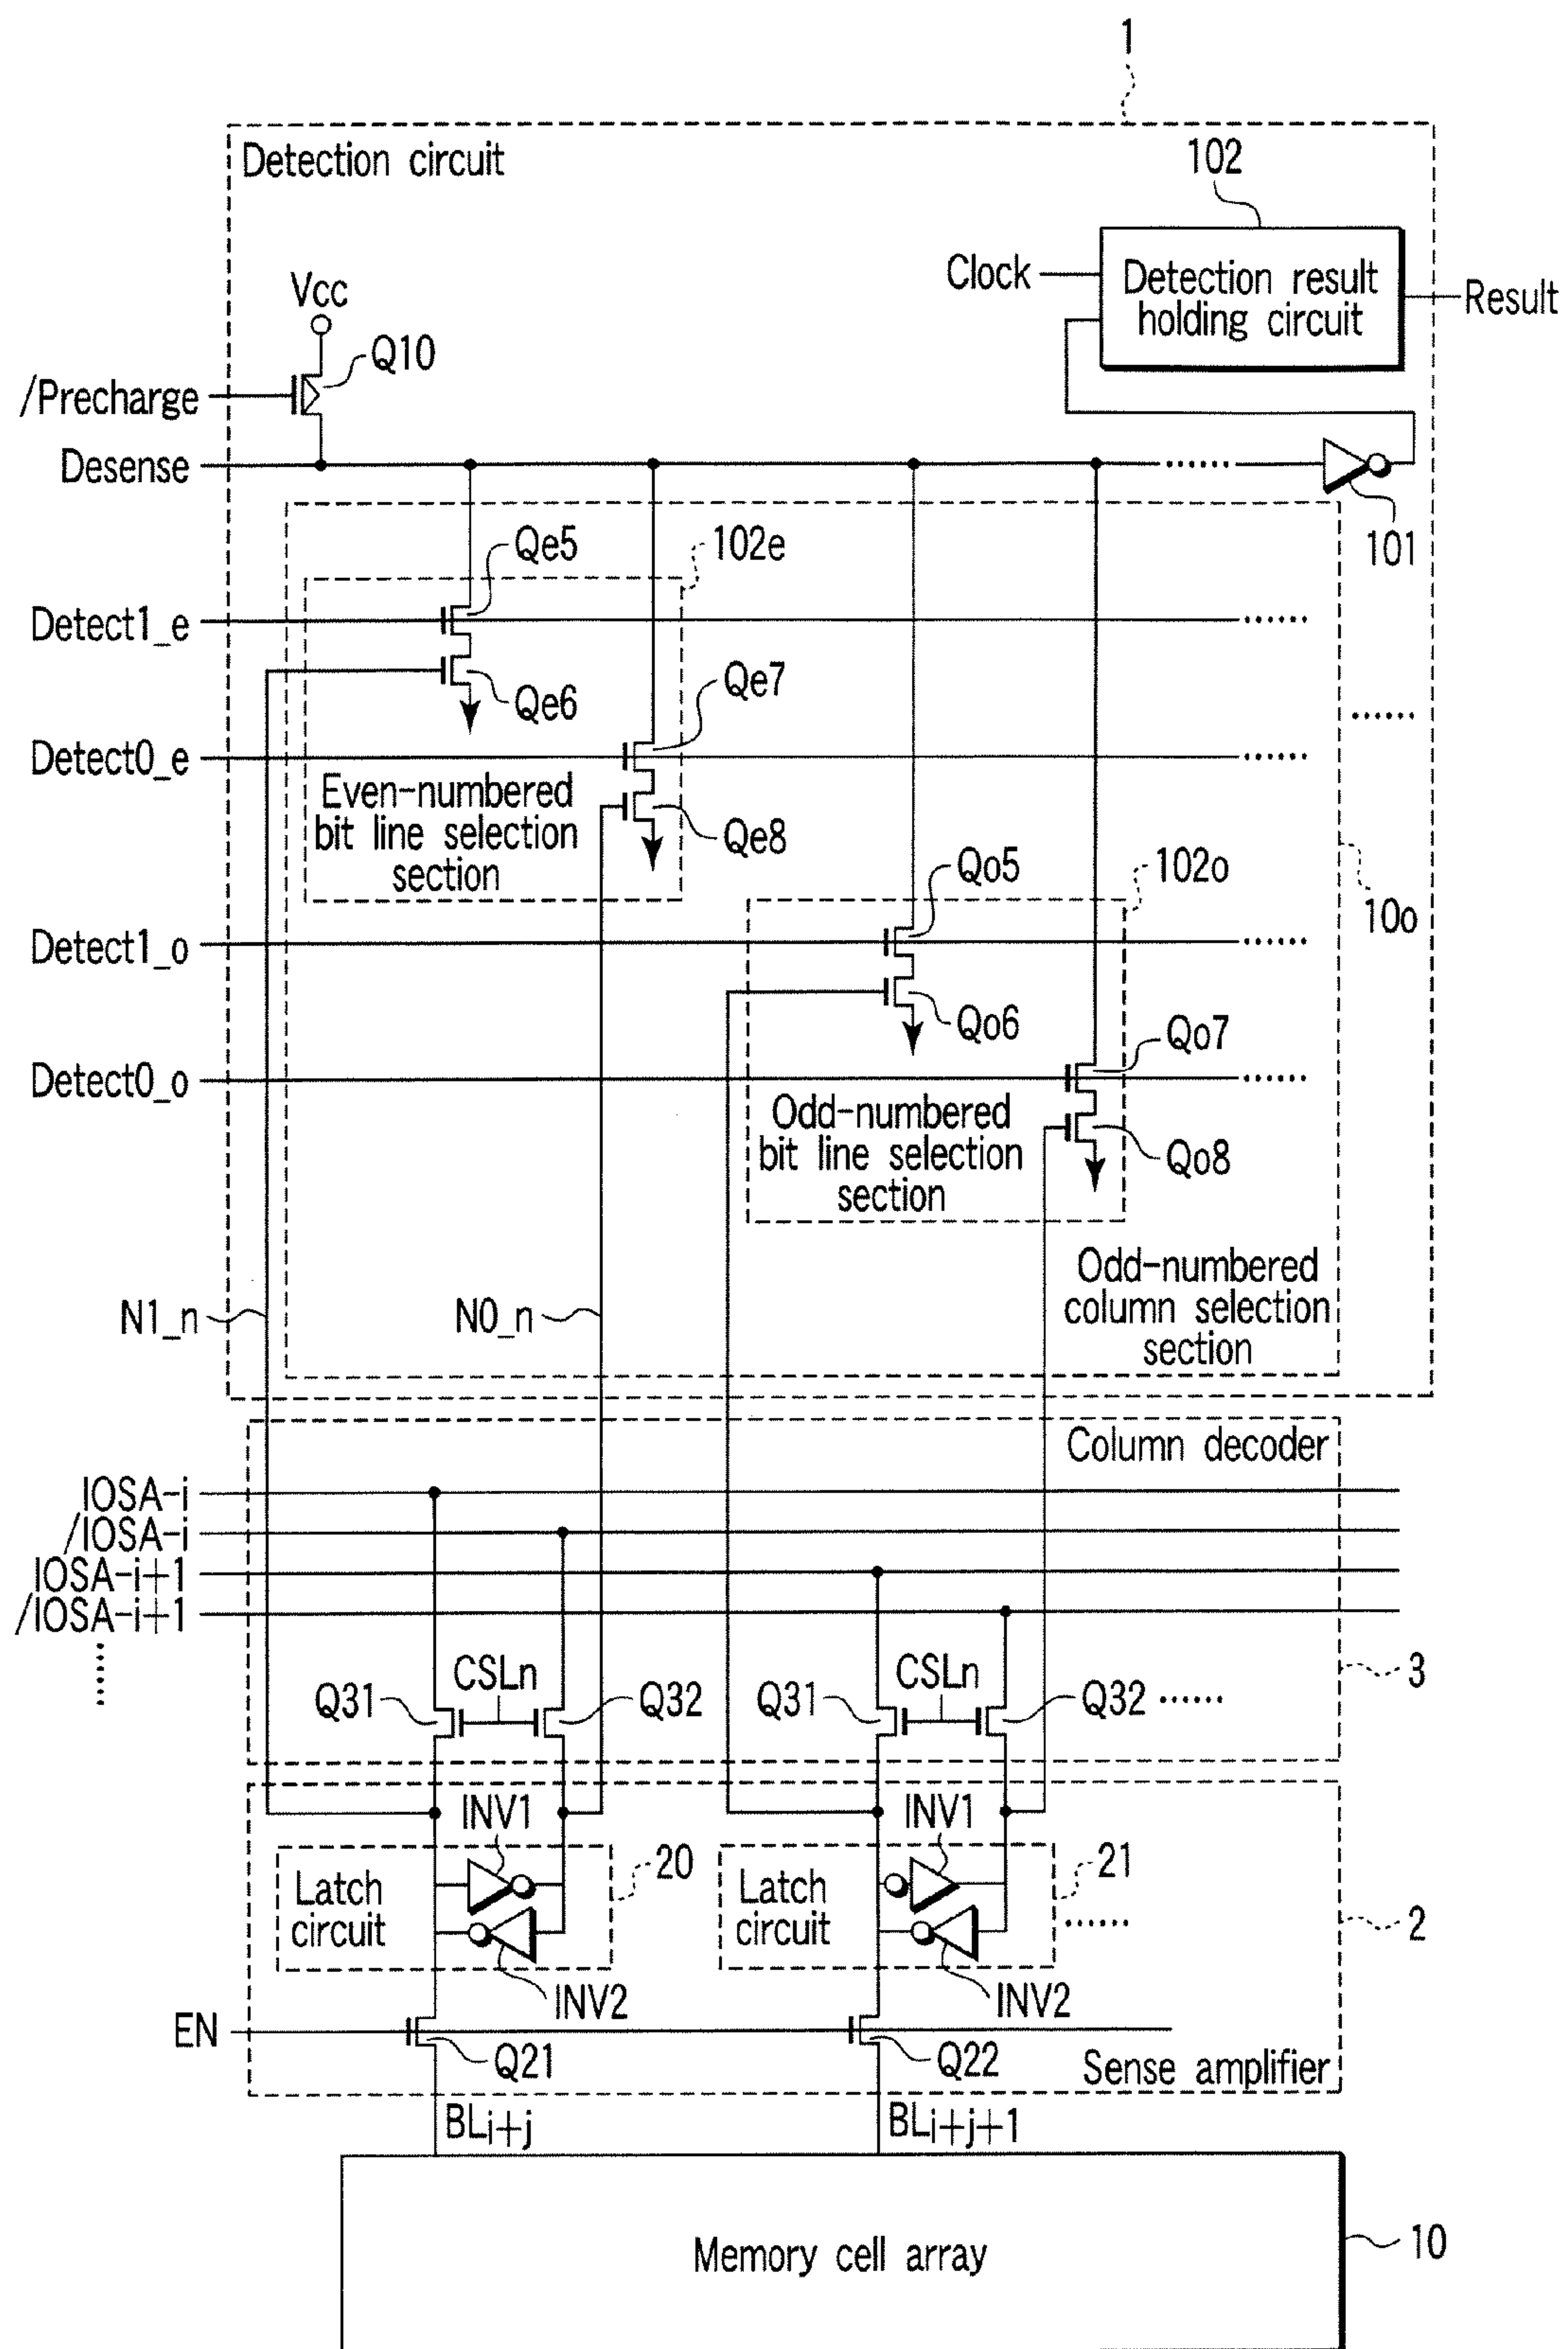 1
Detection circuit
102
Clock
Detection result
holding circuit
Result
Vcc
Q10
/Precharge
Desense
101
Qe5
102e
Detect1_e
Qe6
Qe7
Detect0_e
Even-numbered
bit line selection
section
Qe8
Qo5
102o
10o
Detect1_o
Qo6
Qo7
Detect0_o
Odd-numbered
bit line selection
section
Qo8
Odd-numbered
column selection
section
N1_n
N0_n
Column decoder
IOSA-i
/IOSA-i
IOSA-i+1
/IOSA-i+1
3
Q31
CSLn
Q32
Q31
CSLn
Q32
INV1
INV1
Latch
circuit
20
Latch
circuit
21
2
INV2
INV2
EN
Q21
Q22
Sense amplifier
BLi+j
BLi+j+1
Memory cell array
10